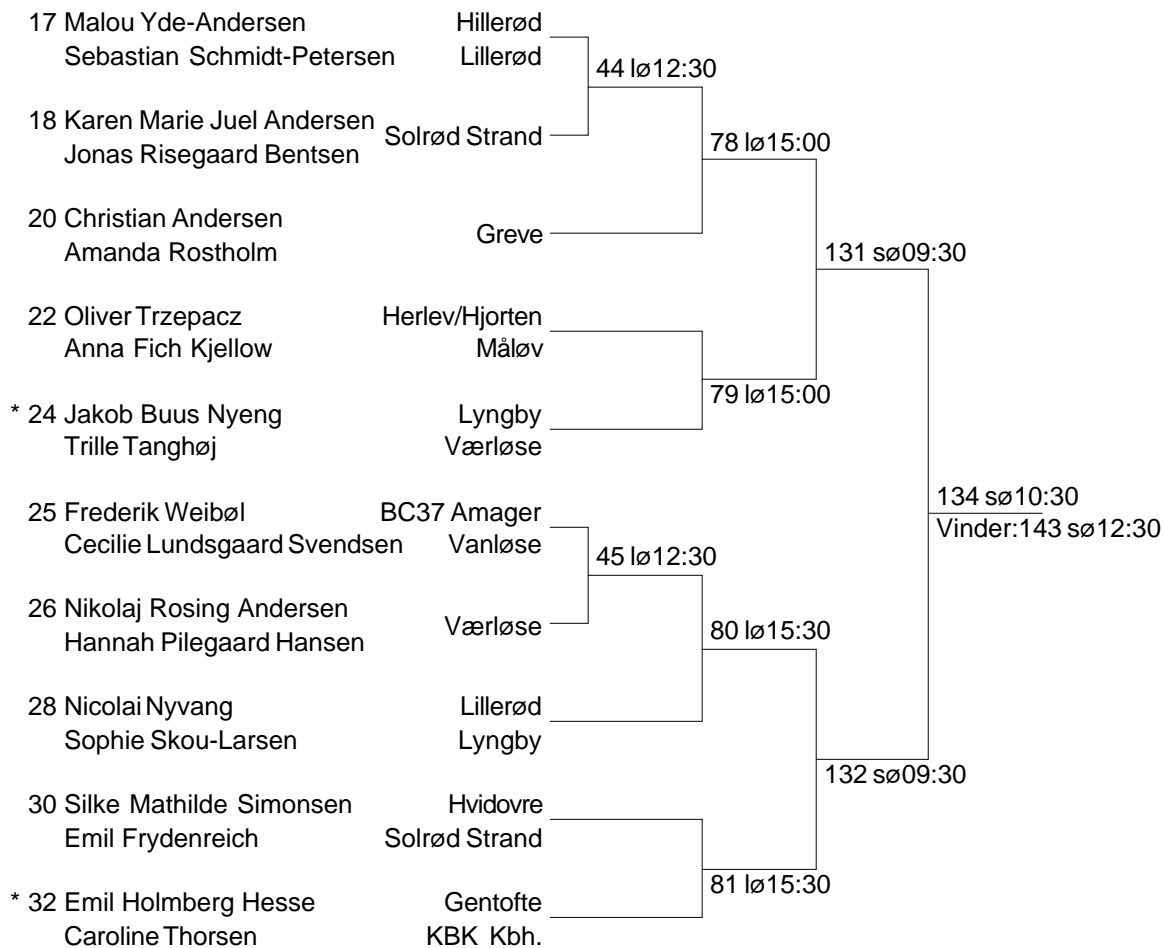 17 Malou Yde-Andersen Hillerød
Sebastian Schmidt-Petersen Lillerød
44 lø12:30
18 Karen Marie Juel Andersen
Solrød Strand
Jonas Risegaard Bentsen
78 lø15:00
20 Christian Andersen
Greve
Amanda Rostholm
131 sø09:30
22 Oliver Trzepacz Herlev/Hjorten
Anna Fich Kjellow Måløv
79 lø15:00
* 24 Jakob Buus Nyeng Lyngby
Trille Tanghøj Værløse
134 sø10:30
Vinder:143 sø12:30
25 Frederik Weibøl BC37 Amager
Cecilie Lundsgaard Svendsen Vanløse
45 lø12:30
26 Nikolaj Rosing Andersen
Værløse
Hannah Pilegaard Hansen
80 lø15:30
28 Nicolai Nyvang Lillerød
Sophie Skou-Larsen Lyngby
132 sø09:30
30 Silke Mathilde Simonsen Hvidovre
Emil Frydenreich Solrød Strand
81 lø15:30
* 32 Emil Holmberg Hesse Gentofte
Caroline Thorsen KBK Kbh.